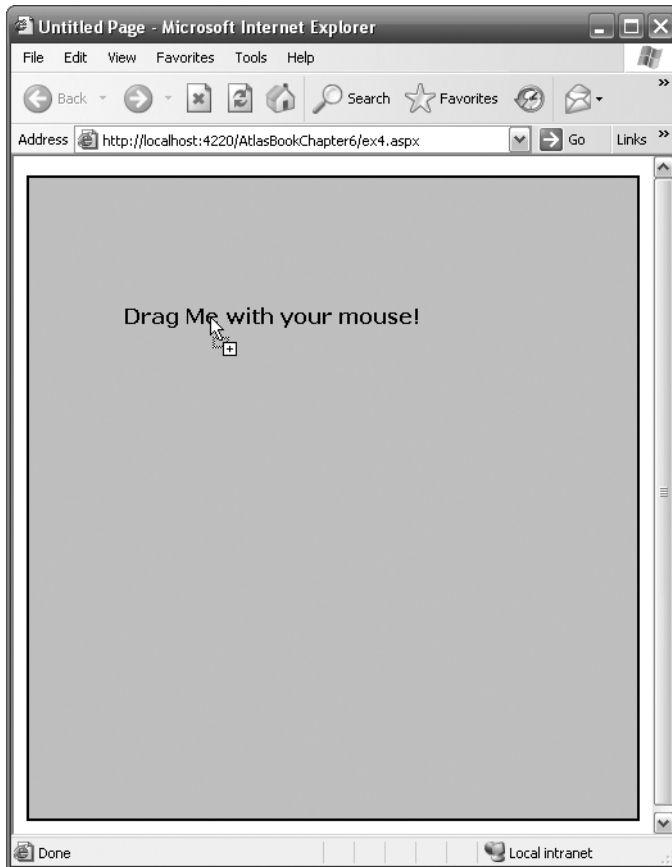 Untitled Page - Microsoft Internet Explorer
File Edit View Favorites Tools Help
Back Search Favorites
Address http://localhost:4220/AtlasBookChapter6/ex4.aspx Go Links
Drag Me with your mouse!
Done Local intranet